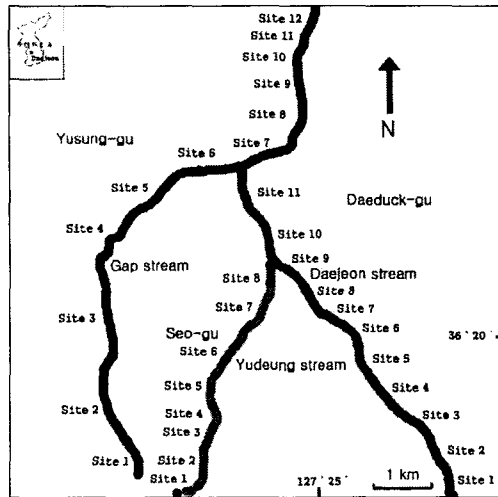 Site 12
Site 11
Site 10
Site 9
Site 8
Site 7
Site 6
Site 5
Site 4
Site 3
Site 2
Site 1
N
Yusung-gu
Daeduck-gu
Gap stream
Site 11
Site 10
Site 8
Site 7
Seo-gu
Site 6
Site 5
Site 4
Site 3
Site 2
Site 1
Yudeung stream
Site 9
Daejeon stream
Site 8
Site 7
Site 6
Site 5
Site 4
Site 3
Site 2
Site 1
36° 20'
127° 25'
1 km